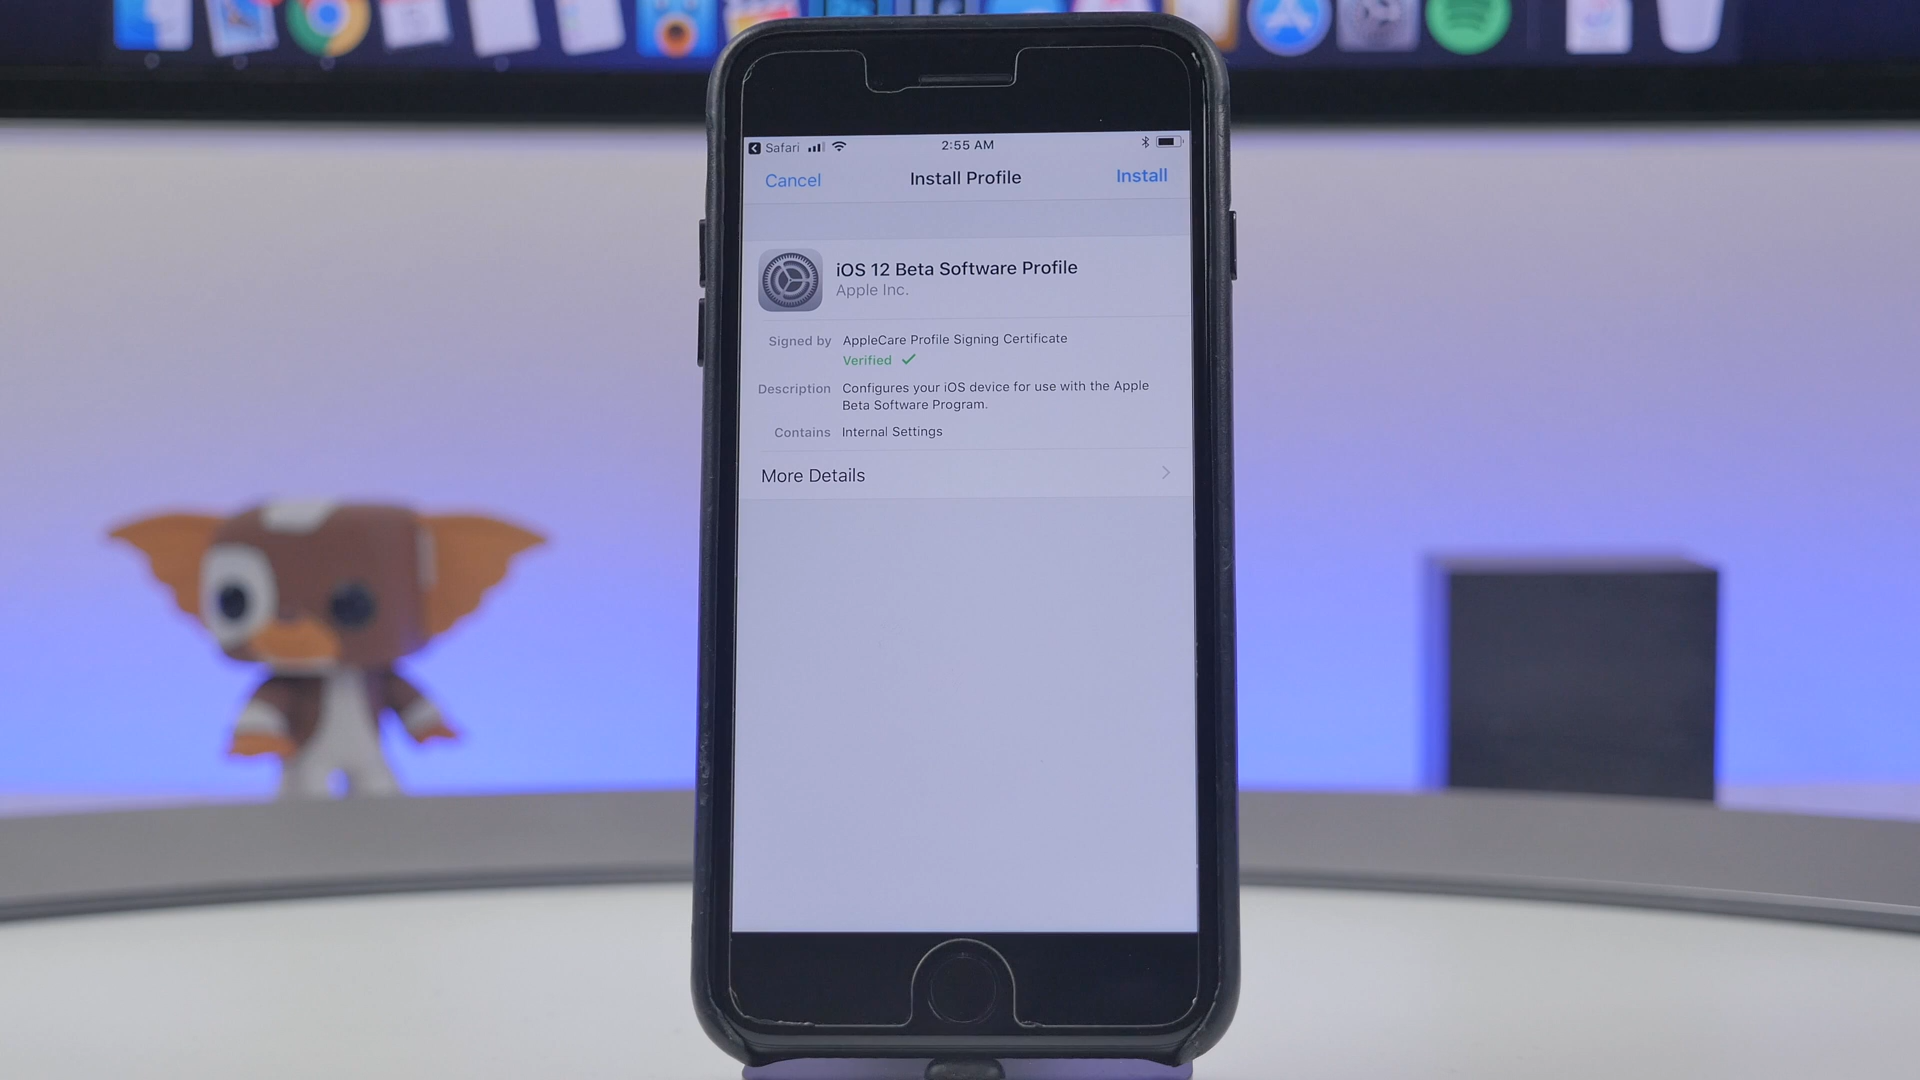 Safari 2:55 AM
Cancel Install Profile Install
iOS 12 Beta Software Profile
Apple Inc.
Signed by AppleCare Profile Signing Certificate
Verified
Description Configures your iOS device for use with the Apple
Beta Software Program.
Contains Internal Settings
More Details